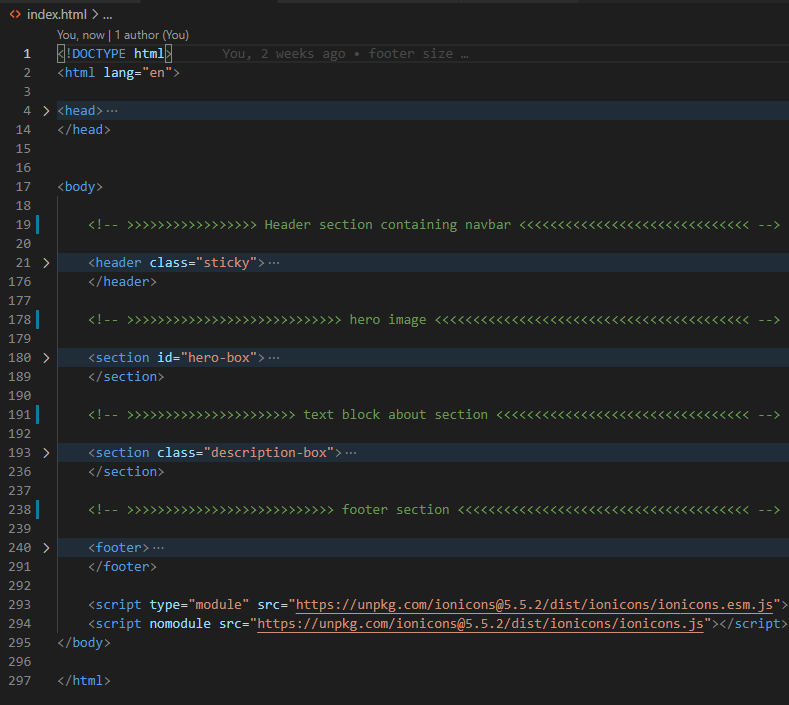 index.html > ...
You, now | 1 author (You)
1 <!DOCTYPE html> You, 2 weeks ago • footer size …
2 <html lang="en">
3
4 <head>…
14 </head>
15
16
17 <body>
18
19 <!-- >>>>>>>>>>>>>>>>> Header section containing navbar <<<<<<<<<<<<<<<<<<<<<<<<<<<<<< -->
20
21 <header class="sticky">…
176 </header>
177
178 <!-- >>>>>>>>>>>>>>>>>>>>>>>>>>>> hero image <<<<<<<<<<<<<<<<<<<<<<<<<<<<<<<<<<<<<<<<< -->
179
180 <section id="hero-box">…
189 </section>
190
191 <!-- >>>>>>>>>>>>>>>>>>>>>> text block about section <<<<<<<<<<<<<<<<<<<<<<<<<<<<<<<<< -->
192
193 <section class="description-box">…
236 </section>
237
238 <!-- >>>>>>>>>>>>>>>>>>>>>>>>>>> footer section <<<<<<<<<<<<<<<<<<<<<<<<<<<<<<<<<<<<<< -->
239
240 <footer>…
291 </footer>
292
293 <script type="module" src="https://unpkg.com/ionicons@5.5.2/dist/ionicons/ionicons.esm.js">
294 <script nomodule src="https://unpkg.com/ionicons@5.5.2/dist/ionicons/ionicons.js"></script>
295 </body>
296
297 </html>